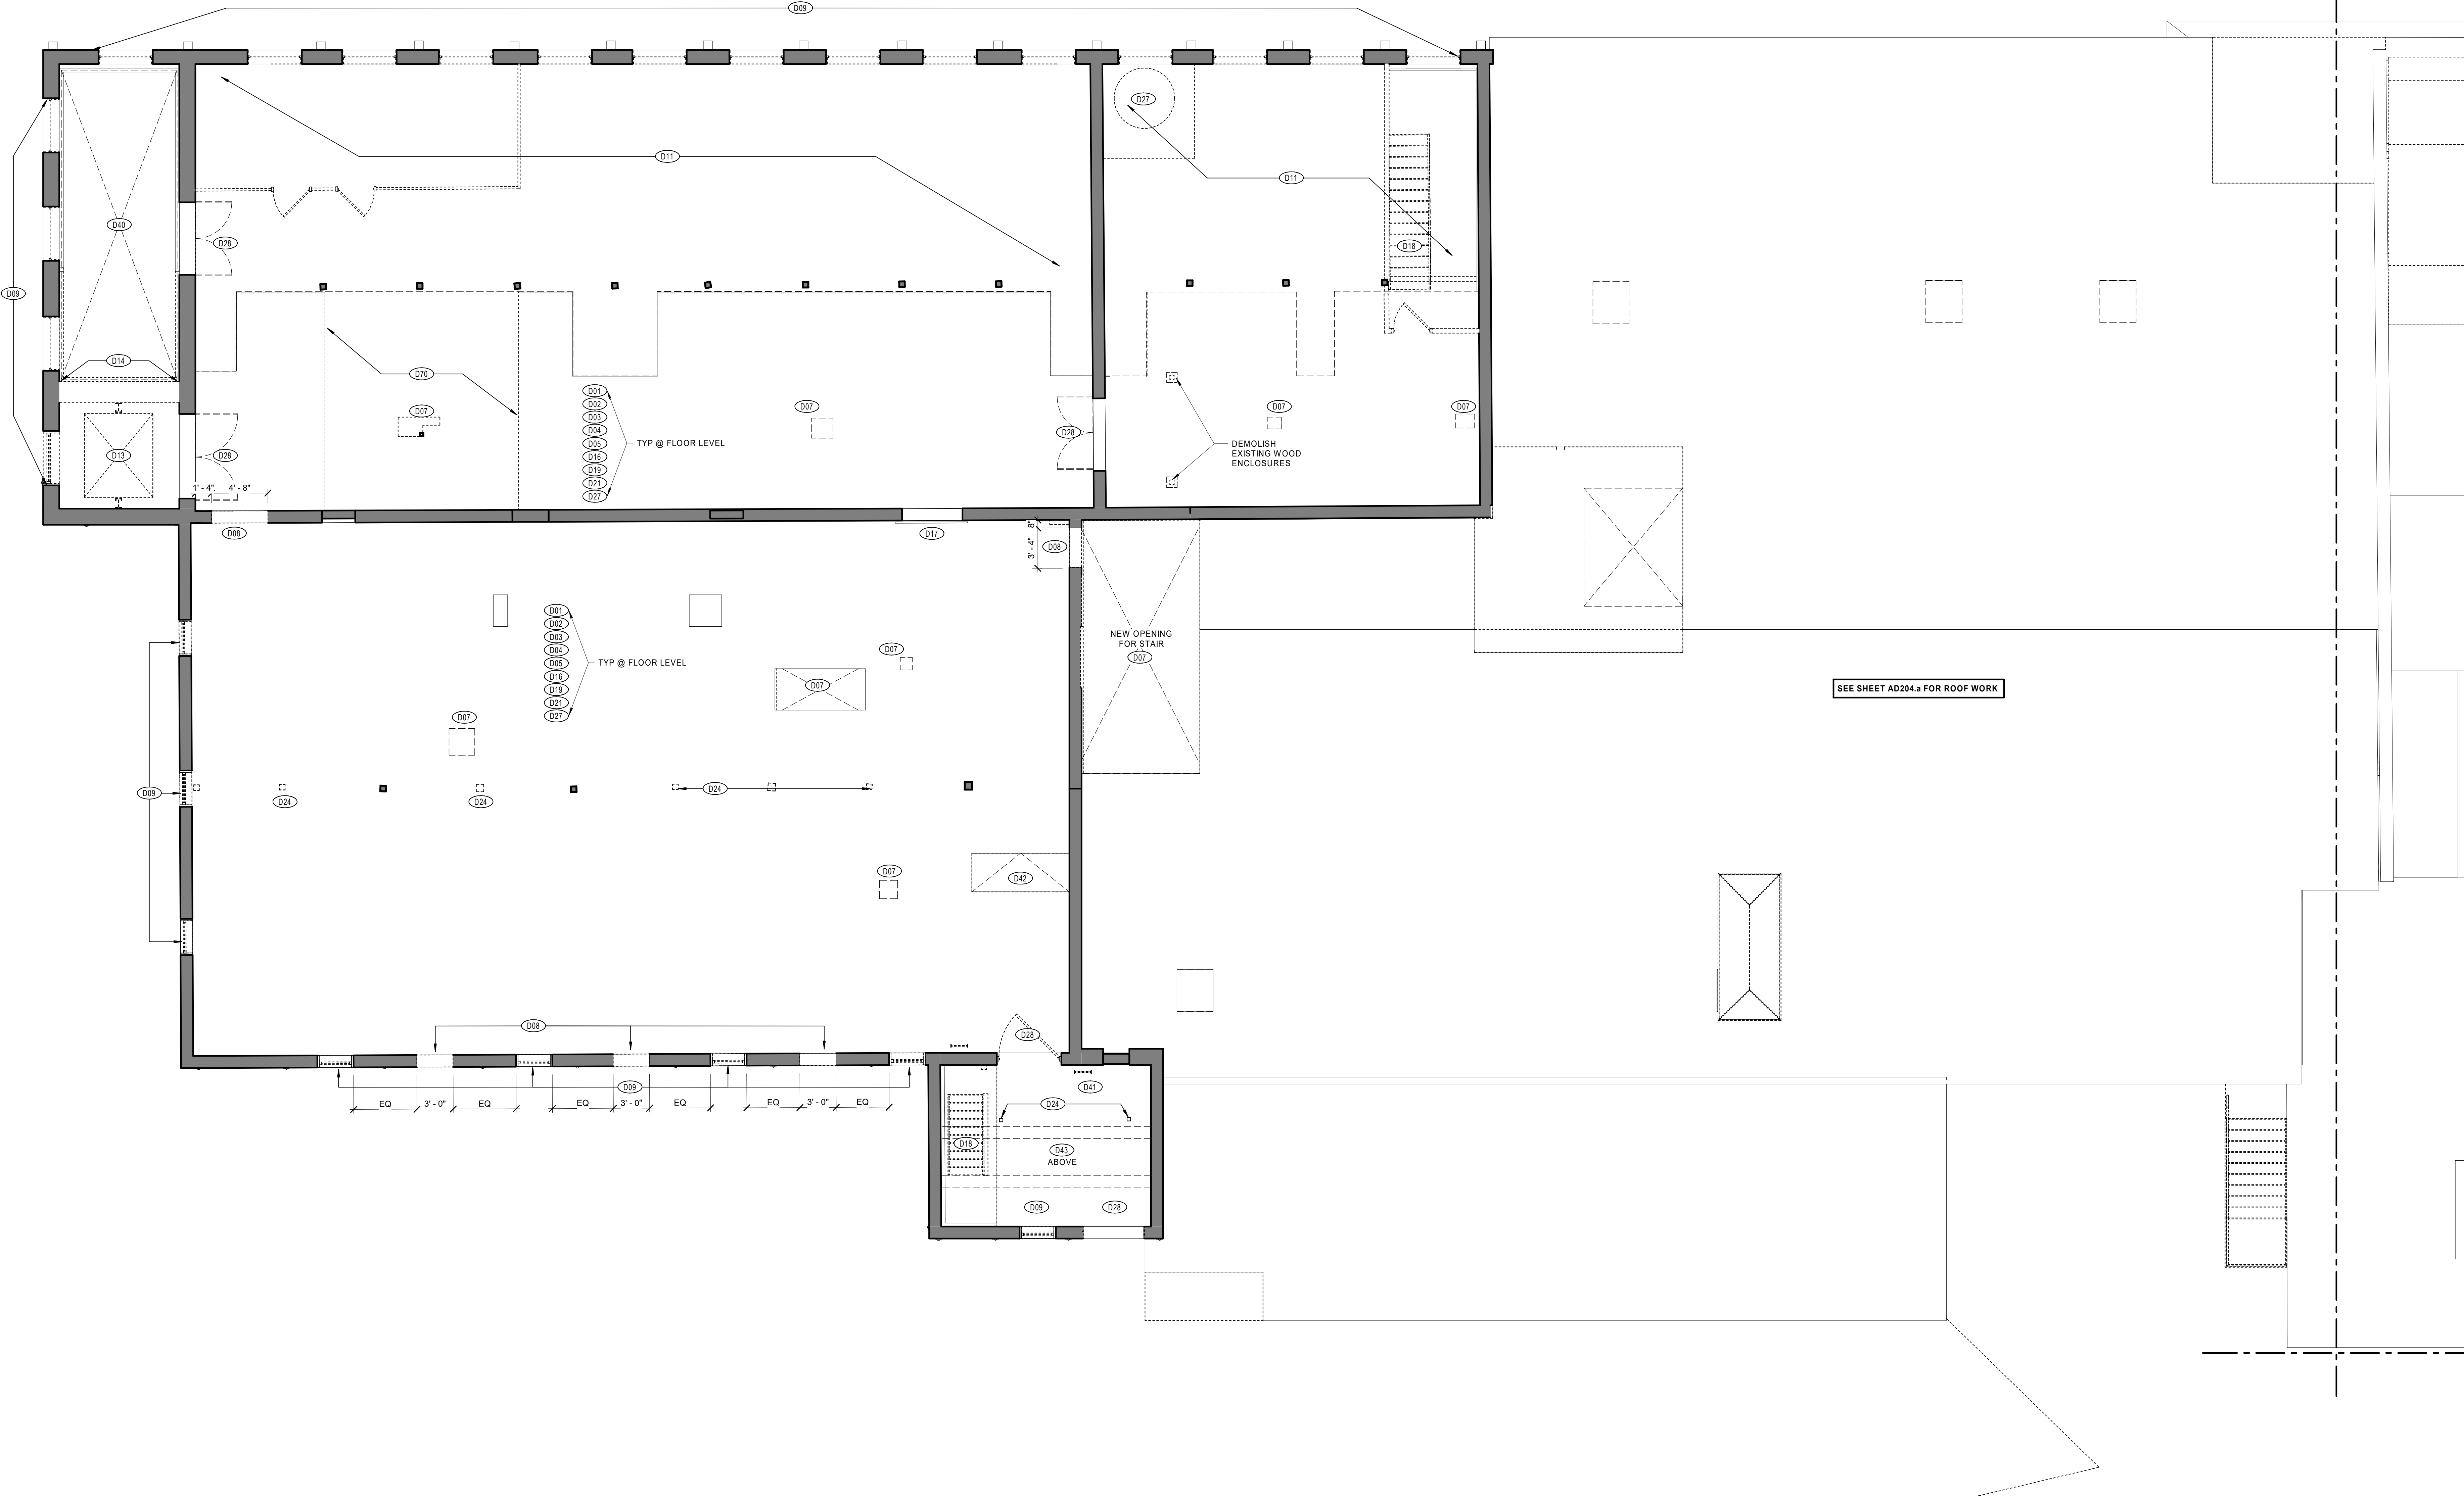 D09
D27
D11
D11
D40
D28
D18
D09
D14
D70
D01
D02
D03
D04
D05
D16
D19
D21
D27
TYP @ FLOOR LEVEL
D07
D07
D07
D07
D28
DEMOLISH
EXISTING WOOD
ENCLOSURES
D13
D28
1' - 4"
4' - 8"
D08
D17
8"
3' - 4"
D08
D01
D02
D03
D04
D05
D16
D19
D21
D27
TYP @ FLOOR LEVEL
NEW OPENING
FOR STAIR
D07
D07
D07
D07
SEE SHEET AD204.a FOR ROOF WORK
D09
D24
D24
D24
D07
D42
D08
D28
D09
D41
EQ
3' - 0"
EQ
EQ
3' - 0"
EQ
EQ
3' - 0"
EQ
D24
D18
D43
ABOVE
D09
D28